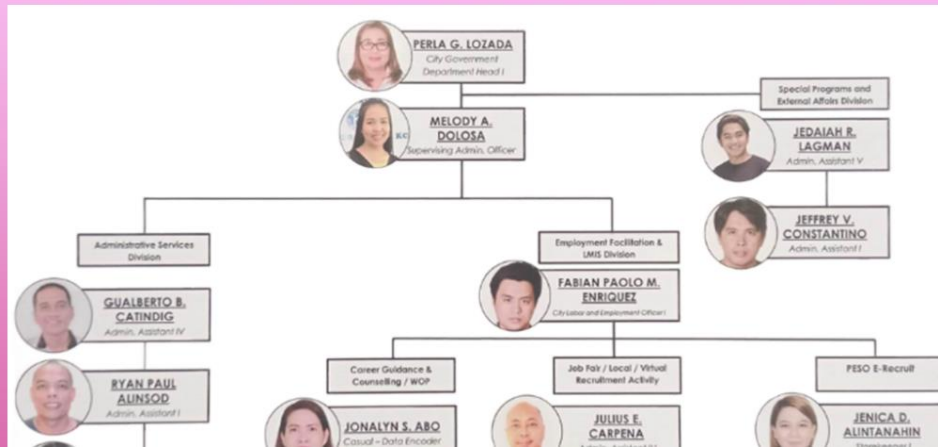 PERLA G. LOZADA
City Government
Department Head I
Special Programs and
External Affairs Division
MELODY A.
DOLOSA
Supervising Admin. Officer
JEDAIAH R.
LAGMAN
Admin. Assistant V
JEFFREY V.
CONSTANTINO
Admin. Assistant I
Administrative Services
Division
Employment Facilitation &
LMIS Division
FABIAN PAOLO M.
ENRIQUEZ
City Labor and Employment Officer I
GUALBERTO B.
CATINDIG
Admin. Assistant IV
RYAN PAUL
ALINSOD
Admin. Assistant I
Career Guidance &
Counselling / WOP
Job Fair / Local / Virtual
Recruitment Activity
PESO E-Recruit
JONALYN S. ABO
Casual – Data Encoder
JULIUS E.
CARPENA
JENICA D.
ALINTANAHIN